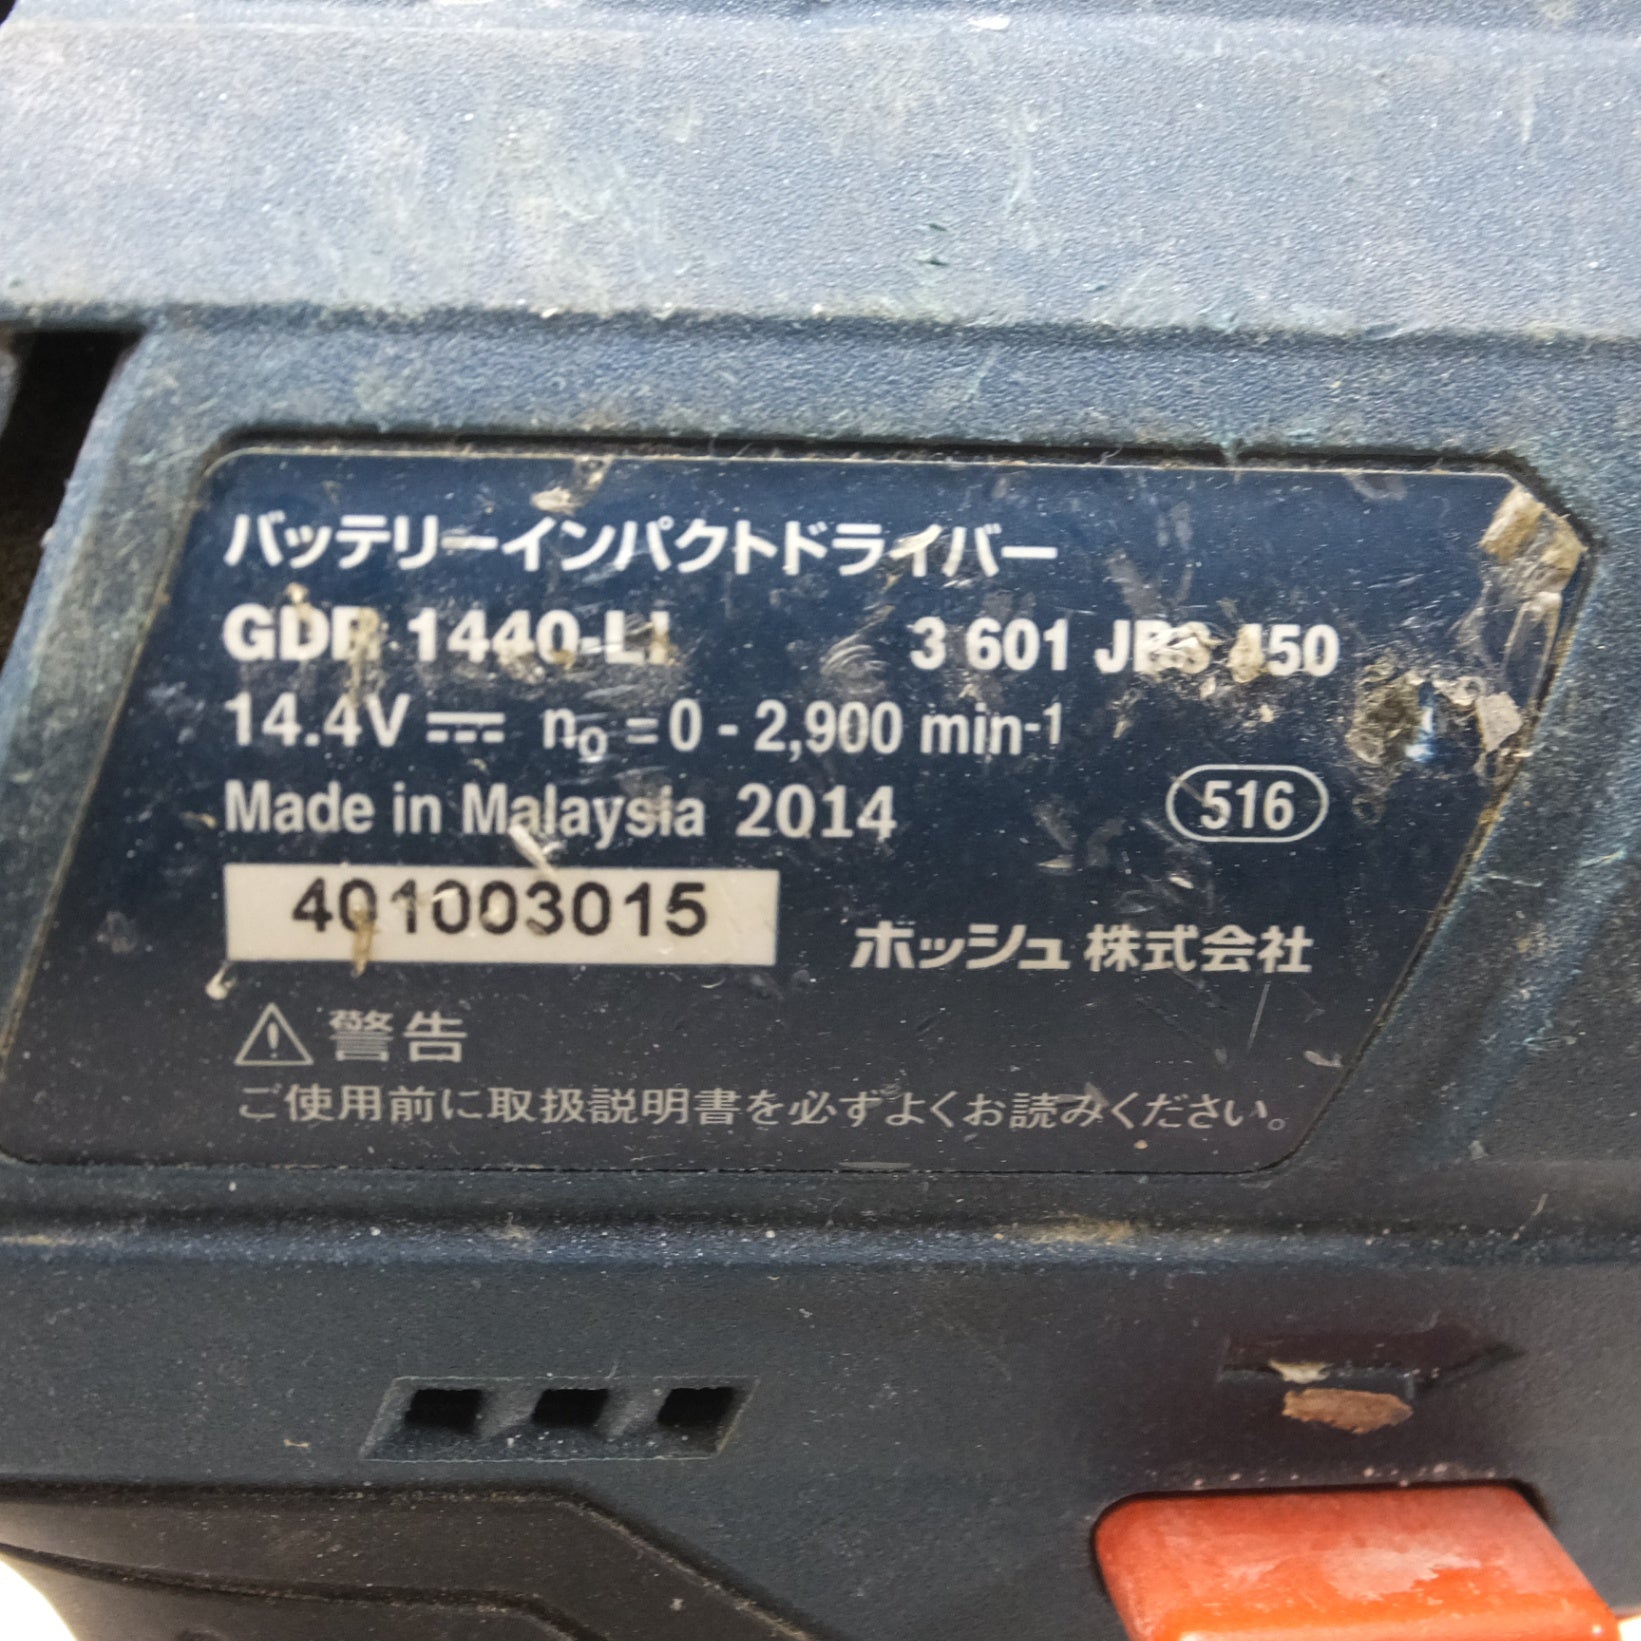 バッテリーインパクトドライバー
GDR 1440-LI 3 601 450
14.4V n₀ =0 - 2,900 min-1
Made in Malaysia 2014 516
401003015
ボッシュ 株式会社
警告
ご使用前に取扱説明書を必ずよくお読みください。